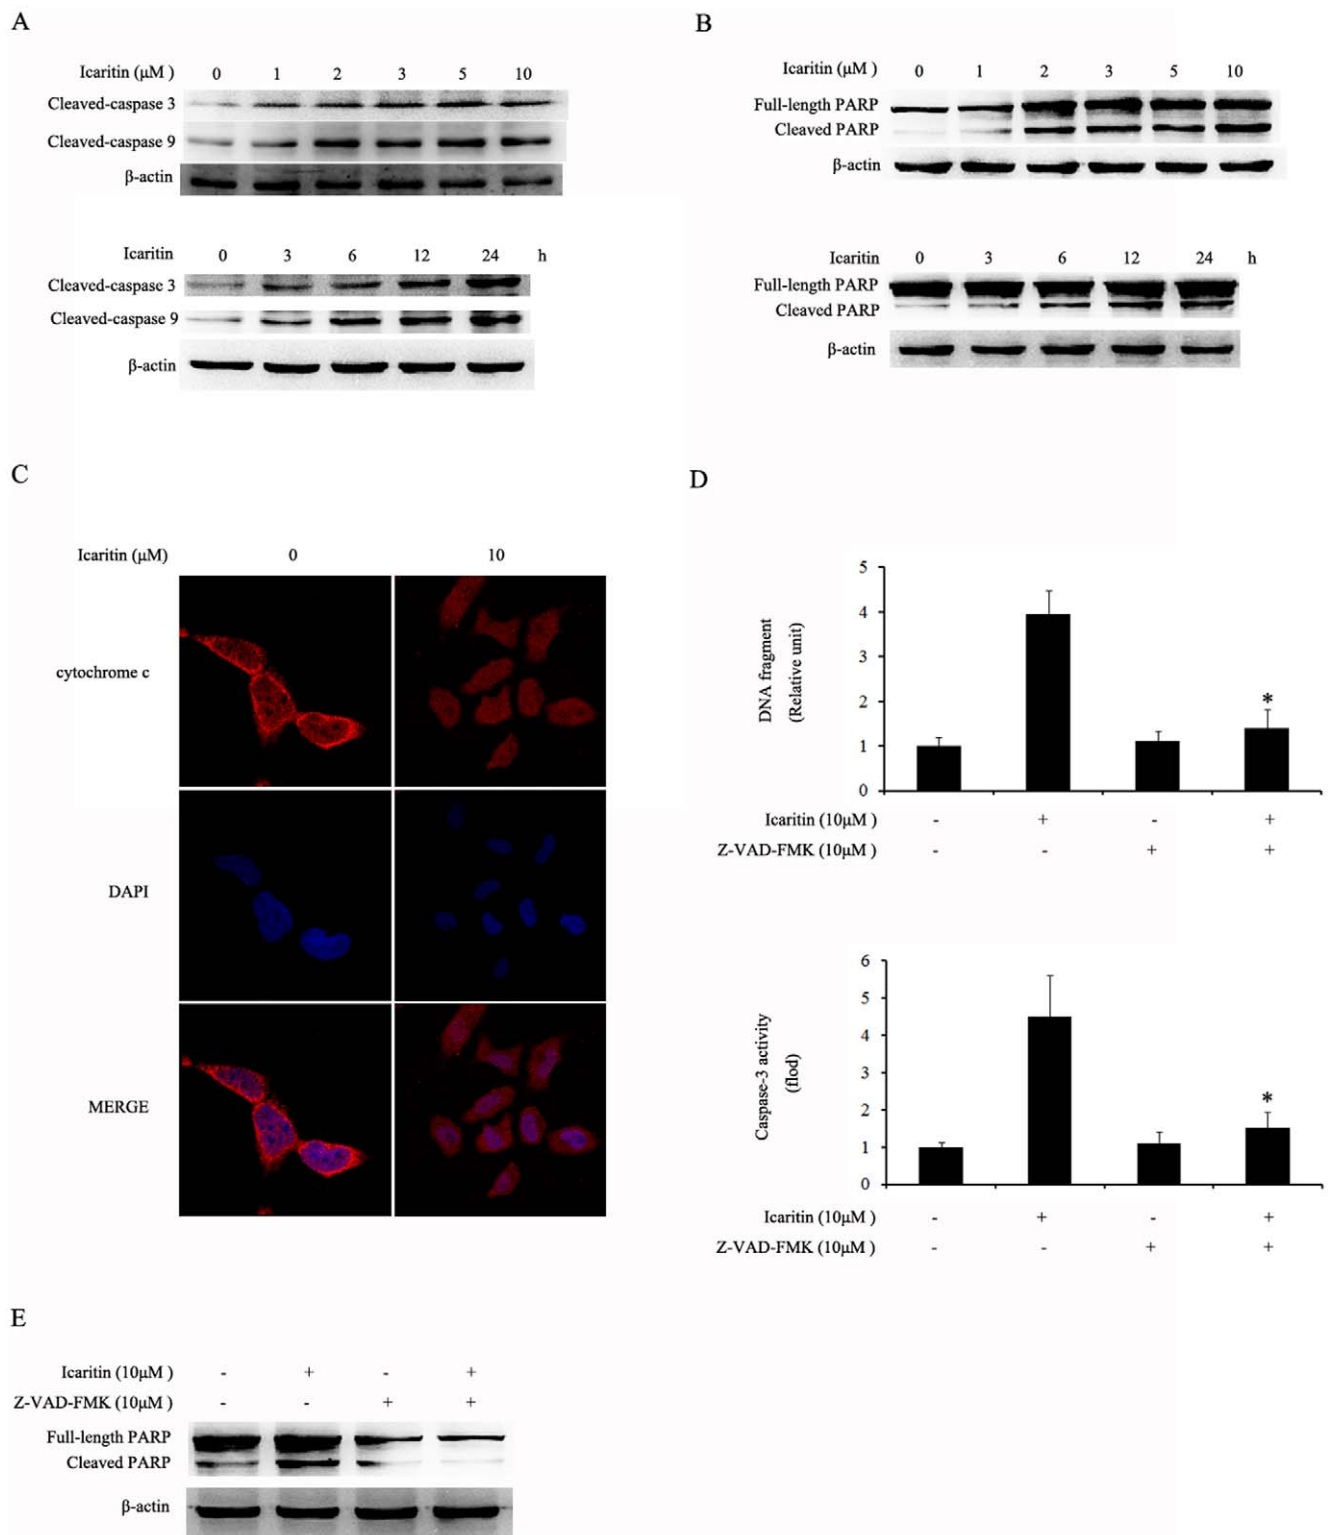 A
Icaritin (μM ) 0 1 2 3 5 10
Cleaved-caspase 3
Cleaved-caspase 9
β-actin
Icaritin 0 3 6 12 24 h
Cleaved-caspase 3
Cleaved-caspase 9
β-actin
B
Icaritin (μM ) 0 1 2 3 5 10
Full-length PARP
Cleaved PARP
β-actin
Icaritin 0 3 6 12 24 h
Full-length PARP
Cleaved PARP
β-actin
C
Icaritin (μM) 0 10
cytochrome c
DAPI
MERGE
D
DNA fragment
(Relative unit)
5
4
3
2
*
1
0
Icaritin (10μM ) - + - +
Z-VAD-FMK (10μM ) - - + +
Caspase-3 activity
(flod)
6
5
4
3
2
*
1
0
Icaritin (10μM ) - + - +
Z-VAD-FMK (10μM ) - - + +
E
Icaritin (10μM ) - + - +
Z-VAD-FMK (10μM ) - - + +
Full-length PARP
Cleaved PARP
β-actin